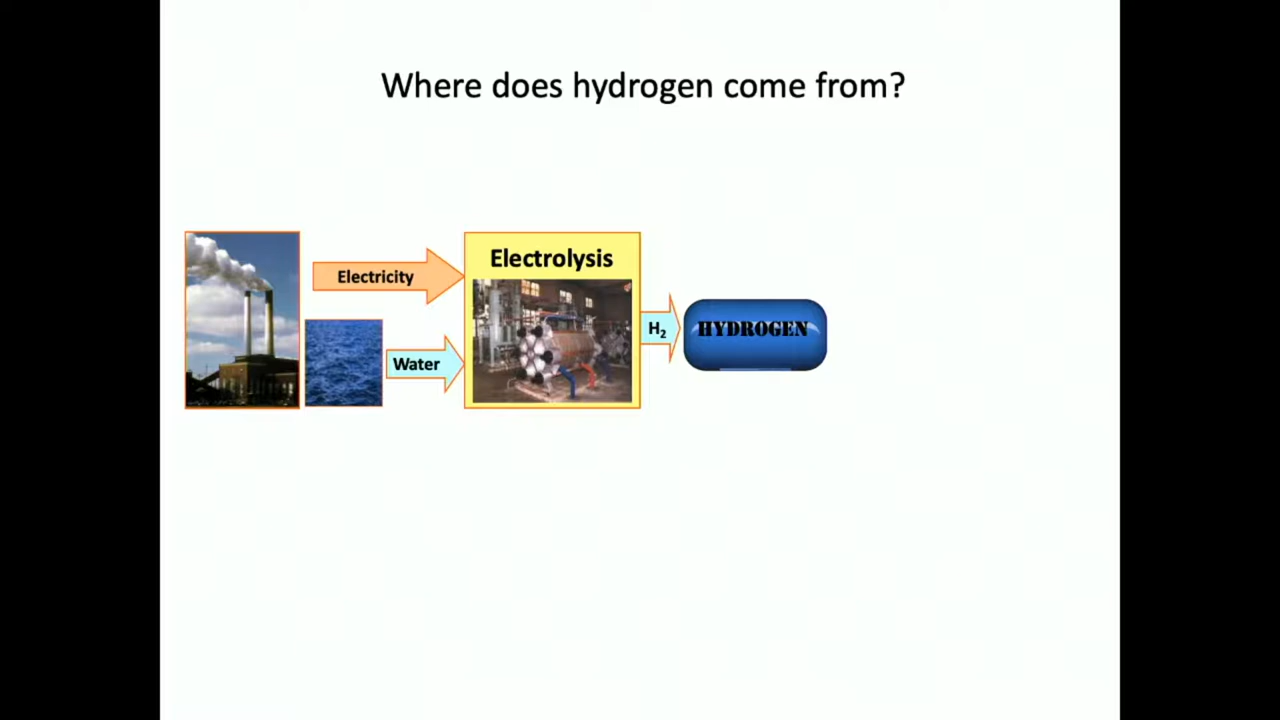 Where does hydrogen come from?
Electricity
Water
Electrolysis
H₂
HYDROGEN